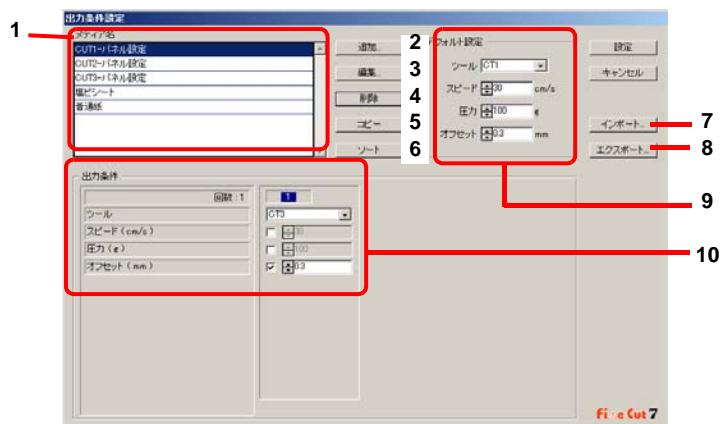 出力条件設定
1
メディア名
CUT1-パネル設定
CUT2-パネル設定
CUT3-パネル設定
塩ビシート
普通紙
追加...
編集...
削除
コピー
ソート
2
3
4
5
6
デフォルト設定
ツール CT1
スピード 30 cm/s
圧力 100 g
オフセット 0.3 mm
設定
キャンセル
インポート...
エクスポート...
7
8
9
10
出力条件
回数 : 1
1
ツール
CT3
スピード (cm/s)
30
圧力 (g)
100
オフセット (mm)
0.3
Fine Cut 7